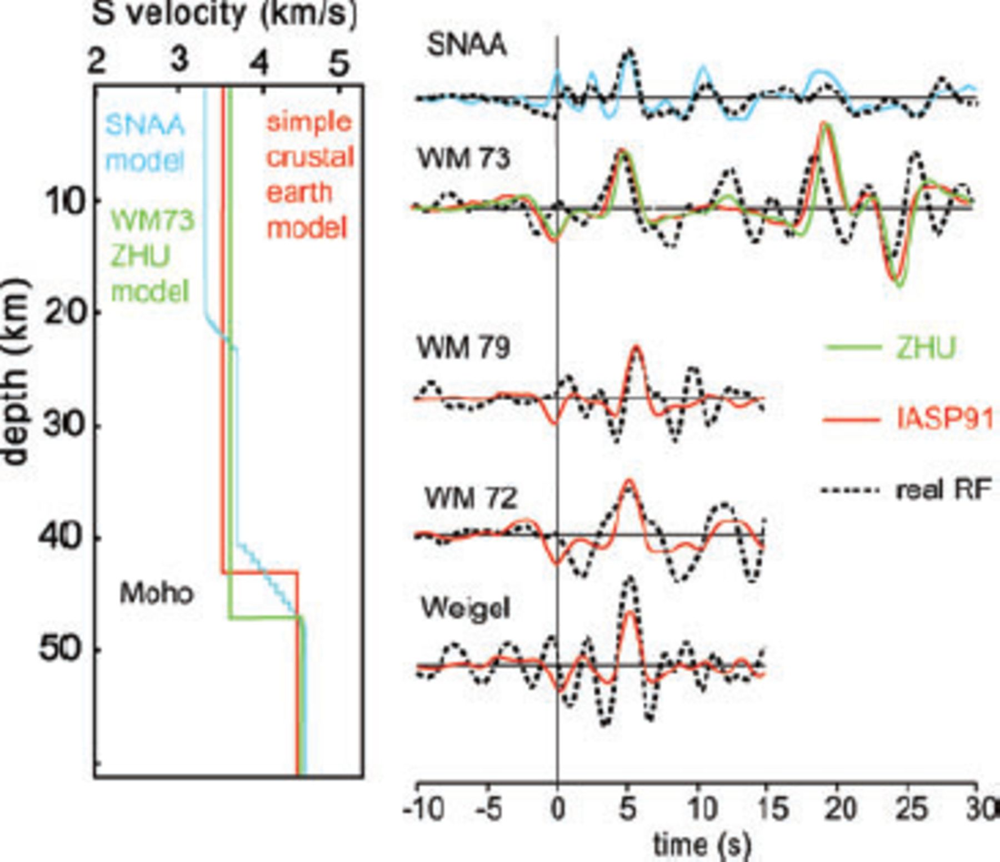 S velocity (km/s)
2 3 4 5
SNAA
model
simple
crustal
earth
model
WM73
ZHU
model
10
20
30
40
50
depth (km)
Moho
SNAA
WM 73
WM 79
WM 72
Weigel
ZHU
IASP91
real RF
-10 -5 0 5 10 15 20 25 30
time (s)